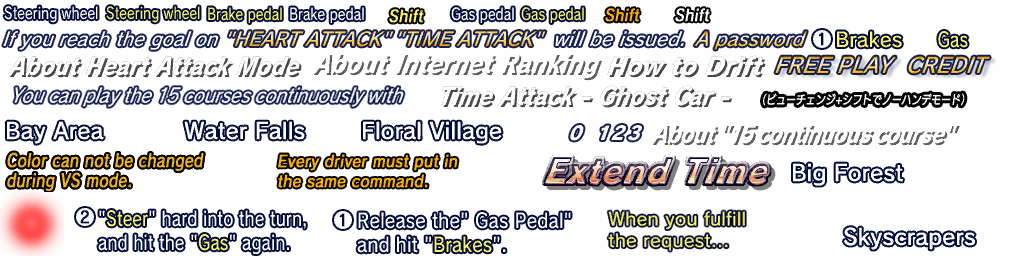 Steering wheel Steering wheel Brake pedal Brake pedal Shift Gas pedal Gas pedal Shift Shift
If you reach the goal on "HEART ATTACK" "TIME ATTACK" will be issued. A password ① Brakes Gas
About Heart Attack Mode About Internet Ranking How to Drift FREE PLAY CREDIT
You can play the 15 courses continuously with Time Attack - Ghost Car - (ビューチェンジ+シフトでノーハンデモード)
Bay Area Water Falls Floral Village 0 123 About "15 continuous course"
Color can not be changed
during VS mode.
Every driver must put in
the same command.
Extend Time Big Forest
② "Steer" hard into the turn,
and hit the "Gas" again.
① Release the" Gas Pedal"
and hit "Brakes".
When you fulfill
the request...
Skyscrapers